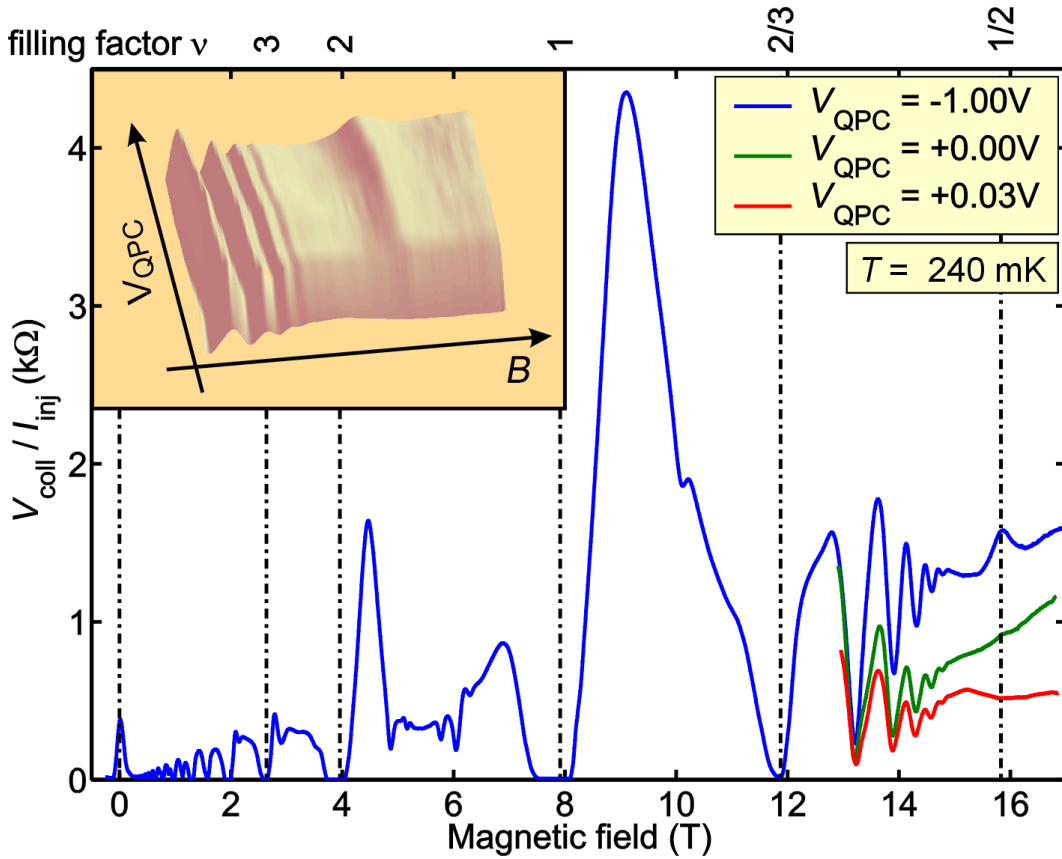 filling factor ν 3 2 1 2/3 1/2
V_QPC = -1.00V
V_QPC = +0.00V
V_QPC = +0.03V
T = 240 mK
V_QPC
B
V_coll / I_inj (kΩ)
4
3
2
1
0
0 2 4 6 8 10 12 14 16
Magnetic field (T)